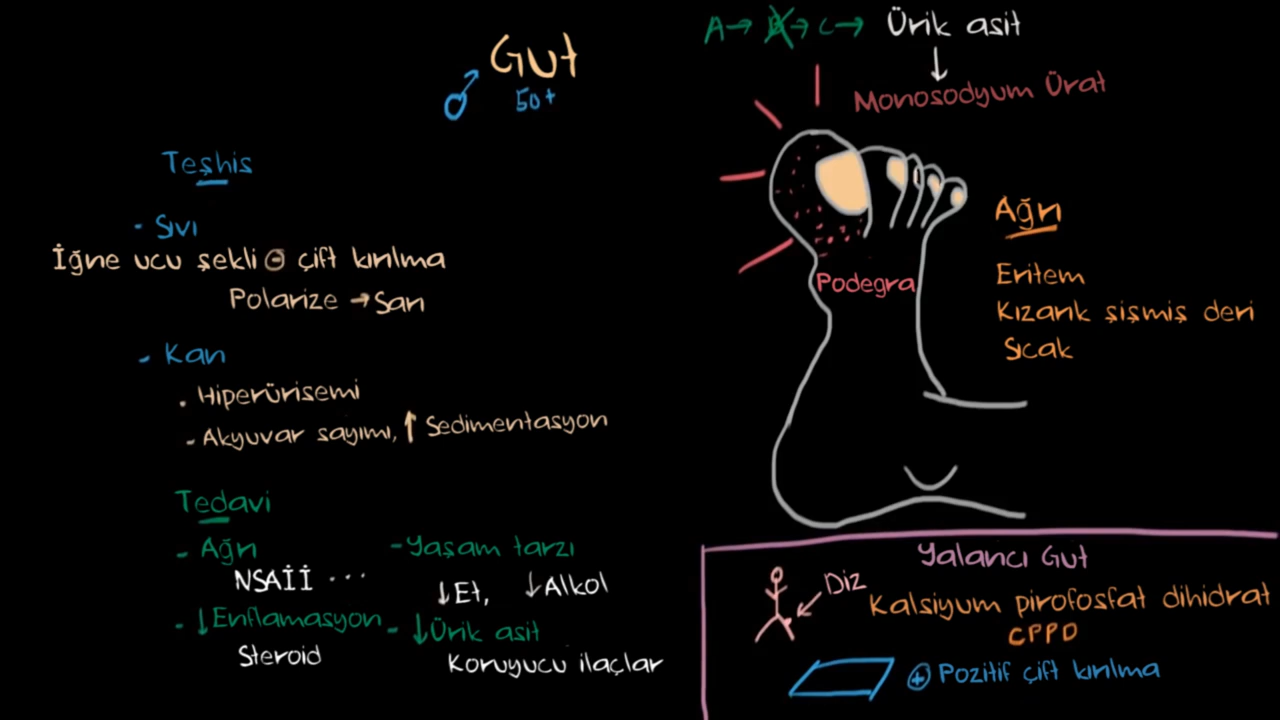 Gut
♂ 50+
Teşhis
- Sıvı
İğne ucu şekli ⊖ çift kırılma
Polarize → Sarı
- Kan
. Hiperürisemi
- Akyuvar sayımı, ↑ Sedimentasyon
Tedavi
- Ağrı
NSAİİ ...
- ↓Enflamasyon
Steroid
- Yaşam tarzı
↓Et, ↓Alkol
- ↓Ürik asit
Koruyucu ilaçlar
A → B → C → Ürik asit
↓
Monosodyum Ürat
Podegra
Ağrı
Eritem
Kızarık şişmiş deri
Sıcak
Yalancı Gut
Diz
Kalsiyum pirofosfat dihidrat
CPPD
⊕ Pozitif çift kırılma